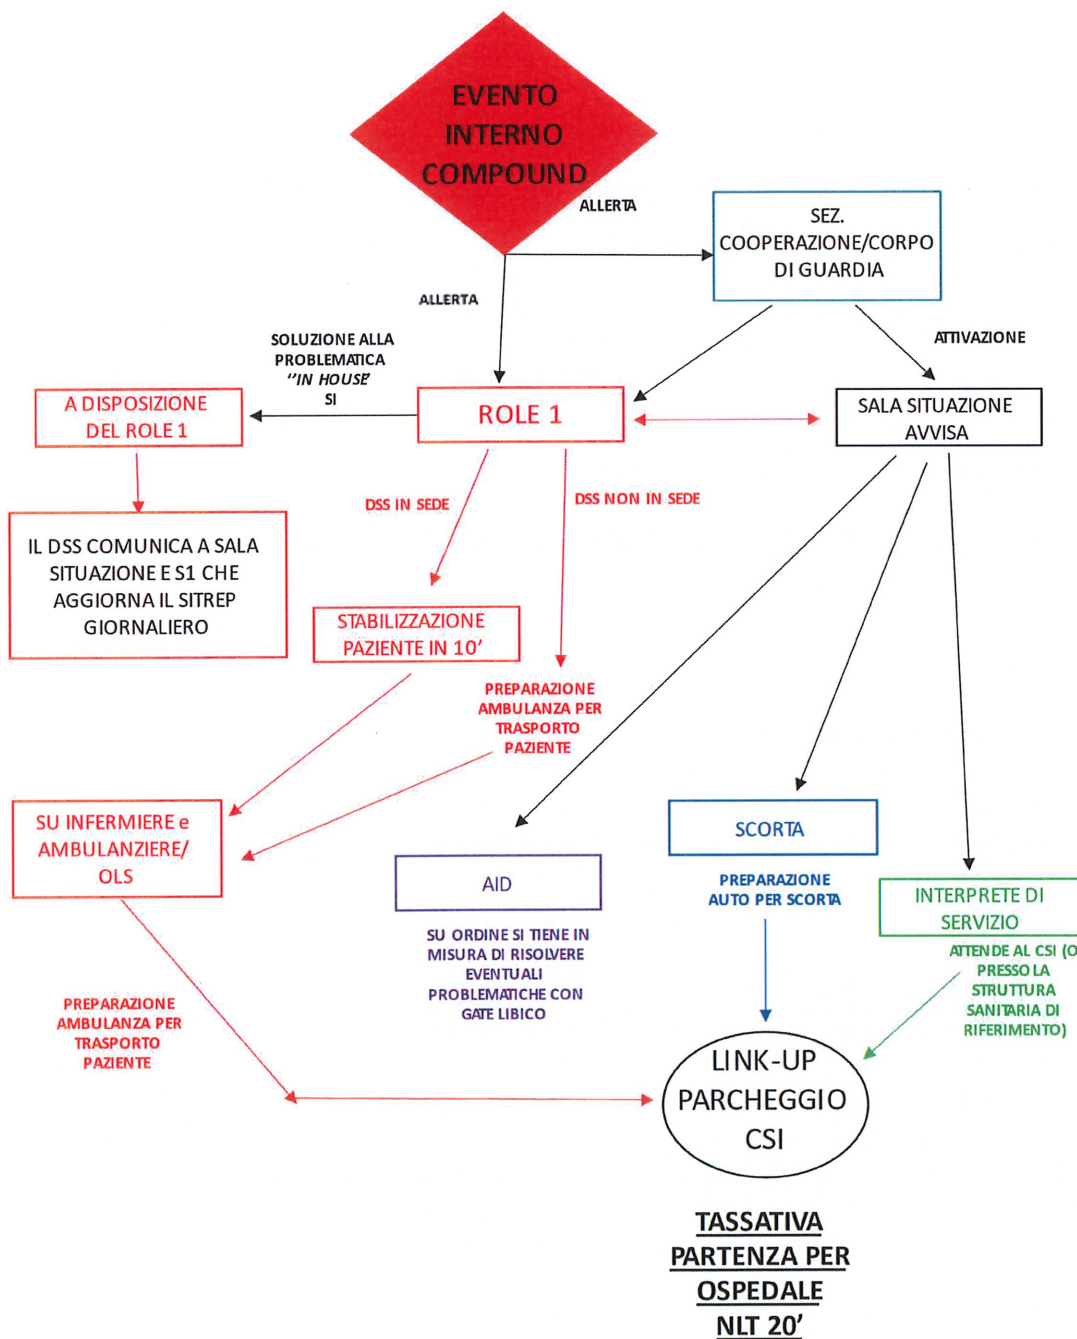 EVENTO
INTERNO
COMPOUND
ALLERTA
SEZ.
COOPERAZIONE/CORPO
DI GUARDIA
ALLERTA
ATTIVAZIONE
SOLUZIONE ALLA
PROBLEMATICA
‘’IN HOUSE’
SI
A DISPOSIZIONE
DEL ROLE 1
ROLE 1
SALA SITUAZIONE
AVVISA
DSS IN SEDE
DSS NON IN SEDE
IL DSS COMUNICA A SALA
SITUAZIONE E S1 CHE
AGGIORNA IL SITREP
GIORNALIERO
STABILIZZAZIONE
PAZIENTE IN 10’
PREPARAZIONE
AMBULANZA PER
TRASPORTO
PAZIENTE
SU INFERMIERE e
AMBULANZIERE/
OLS
AID
SU ORDINE SI TIENE IN
MISURA DI RISOLVERE
EVENTUALI
PROBLEMATICHE CON
GATE LIBICO
SCORTA
PREPARAZIONE
AUTO PER SCORTA
INTERPRETE DI
SERVIZIO
ATTENDE AL CSI (O
PRESSO LA
STRUTTURA
SANITARIA DI
RIFERIMENTO)
PREPARAZIONE
AMBULANZA PER
TRASPORTO
PAZIENTE
LINK-UP
PARCHEGGIO
CSI
TASSATIVA
PARTENZA PER
OSPEDALE
NLT 20’